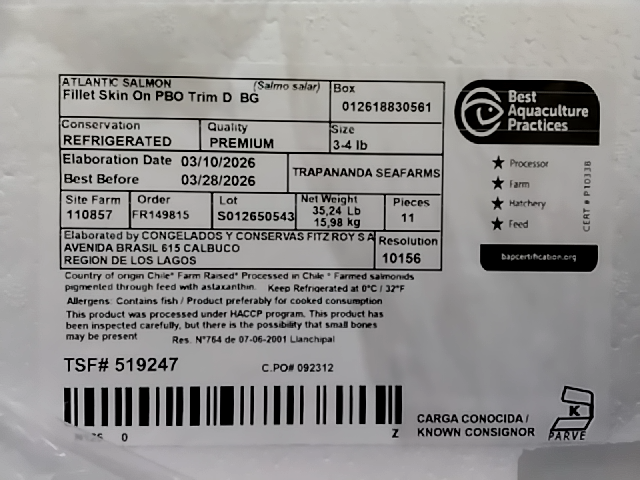 ATLANTIC SALMON (Salmo salar)
Fillet Skin On PBO Trim D BG
Box
012618830561
Conservation
REFRIGERATED
Quality
PREMIUM
Size
3-4 lb
Elaboration Date 03/10/2026
Best Before 03/28/2026
TRAPANANDA SEAFARMS
Site Farm
110857
Order
FR149815
Lot
S012650543
Net Weight
35,24 Lb
15,98 kg
Pieces
11
Elaborated by CONGELADOS Y CONSERVAS FITZ ROY S A
AVENIDA BRASIL 615 CALBUCO
REGION DE LOS LAGOS
Resolution
10156
Country of origin Chile* Farm Raised* Processed in Chile * Farmed salmonids
pigmented through feed with astaxanthin. Keep Refrigerated at 0°C / 32°F
Allergens: Contains fish / Product preferably for cooked consumption
This product was processed under HACCP program. This product has
been inspected carefully, but there is the possibility that small bones
may be present Res. N°764 de 07-06-2001 Llanchipal
TSF# 519247 C.PO# 092312
0 Z
Best
Aquaculture
Practices
Processor
Farm
Hatchery
Feed
CERT # P1033B
bapcertification.org
CARGA CONOCIDA /
KNOWN CONSIGNOR
K
PARVE